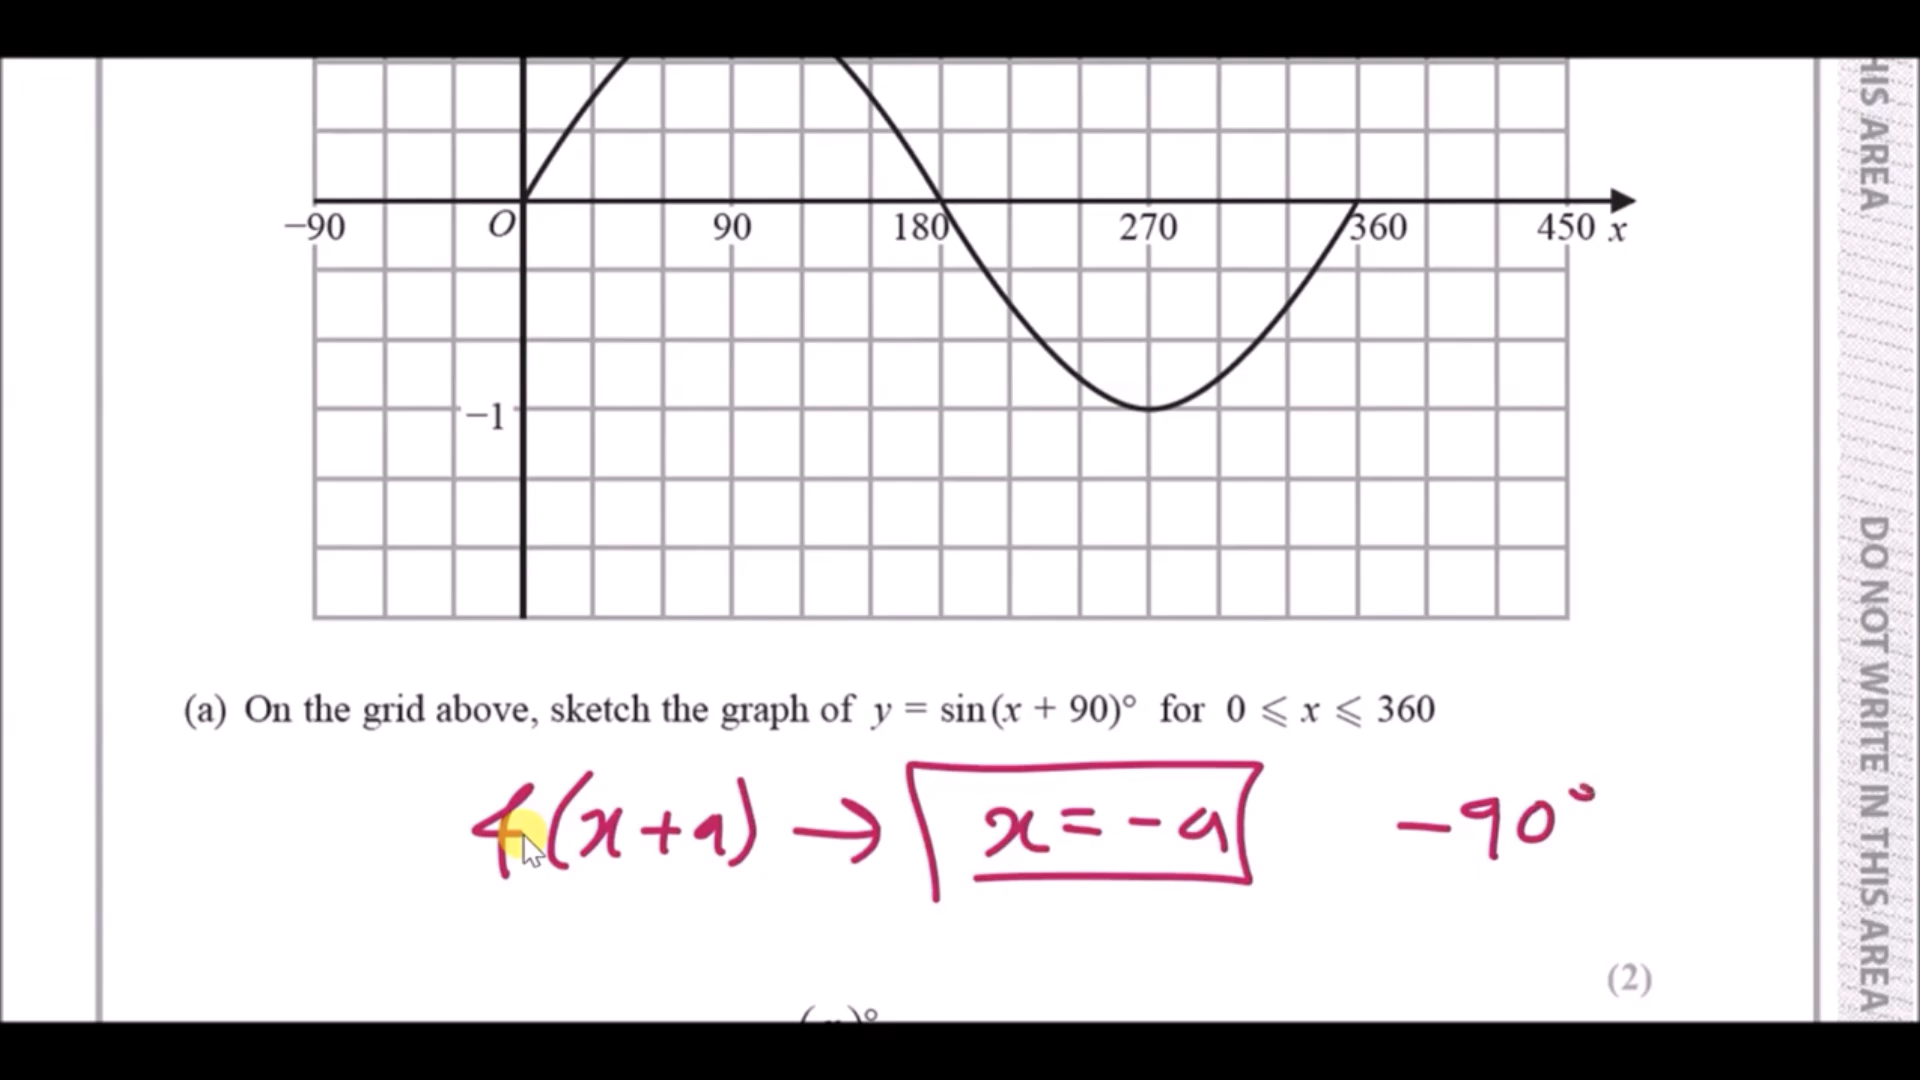 -90 O 90 180 270 360 450 x
-1
(a) On the grid above, sketch the graph of y = sin(x + 90)° for 0 ⩽ x ⩽ 360
f(x+a) → x = -a -90°
(2)
HIS AREA
DO NOT WRITE IN THIS AREA